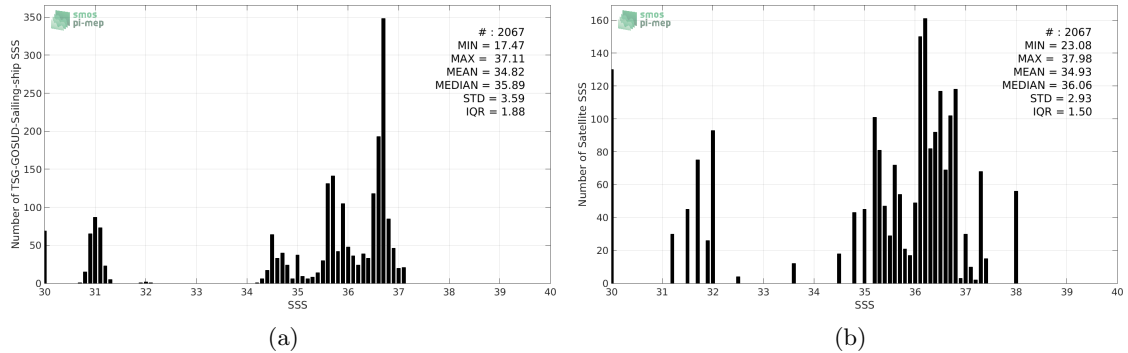 smos
pi-mep
# : 2067
MIN = 17.47
MAX = 37.11
MEAN = 34.82
MEDIAN = 35.89
STD = 3.59
IQR = 1.88
Number of TSG-GOSUD-Sailing-ship SSS
350
300
250
200
150
100
50
0
30 31 32 33 34 35 36 37 38 39 40
SSS
(a)
smos
pi-mep
# : 2067
MIN = 23.08
MAX = 37.98
MEAN = 34.93
MEDIAN = 36.06
STD = 2.93
IQR = 1.50
Number of Satellite SSS
160
140
120
100
80
60
40
20
0
30 31 32 33 34 35 36 37 38 39 40
SSS
(b)